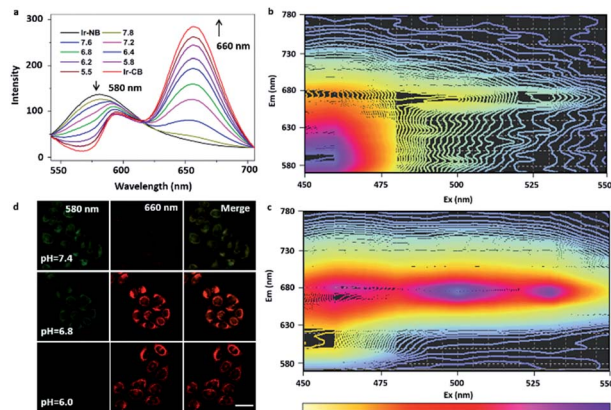 a
300
Ir-NB
7.8
7.6
7.2
6.8
6.4
6.2
5.8
5.5
Ir-CB
660 nm
200
580 nm
Intensity
100
0
550
600
650
700
Wavelength (nm)
b
780
730
Em (nm)
680
630
580
450
475
500
525
550
Ex (nm)
d
580 nm
660 nm
Merge
pH=7.4
pH=6.8
pH=6.0
c
780
730
Em (nm)
680
630
570
450
475
500
525
550
Ex (nm)